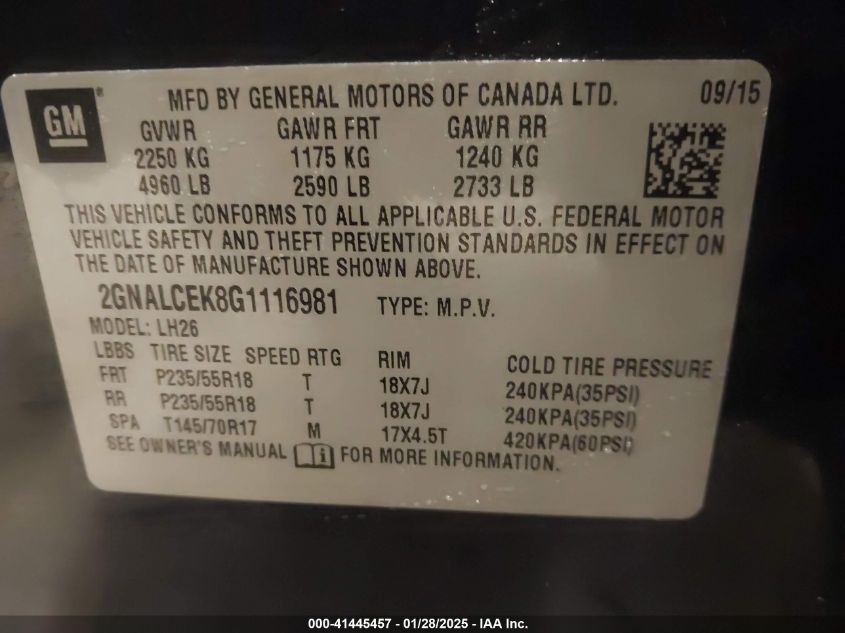 GM® MFD BY GENERAL MOTORS OF CANADA LTD. 09/15
GVWR GAWR FRT GAWR RR
2250 KG 1175 KG 1240 KG
4960 LB 2590 LB 2733 LB
THIS VEHICLE CONFORMS TO ALL APPLICABLE U.S. FEDERAL MOTOR
VEHICLE SAFETY AND THEFT PREVENTION STANDARDS IN EFFECT ON
THE DATE OF MANUFACTURE SHOWN ABOVE.
2GNALCEK8G1116981 TYPE: M.P.V.
MODEL: LH26
LBBS TIRE SIZE SPEED RTG RIM COLD TIRE PRESSURE
FRT P235/55R18 T 18X7J 240KPA(35PSI)
RR P235/55R18 T 18X7J 240KPA(35PSI)
SPA T145/70R17 M 17X4.5T 420KPA(60PSI)
SEE OWNER'S MANUAL i FOR MORE INFORMATION.
000-41445457 - 01/28/2025 - IAA Inc.